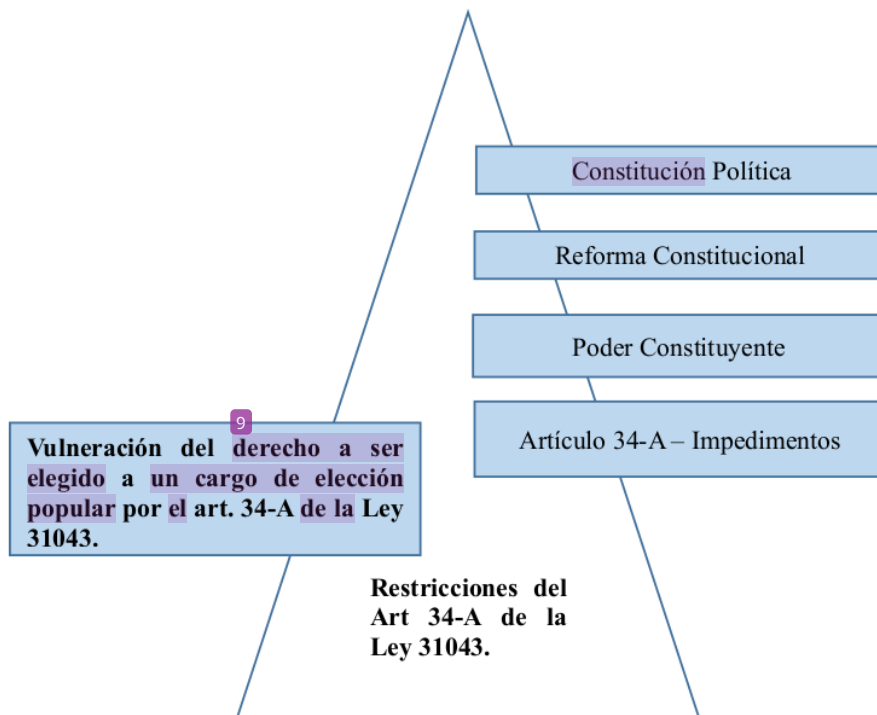 Constitución Política
Reforma Constitucional
Poder Constituyente
Artículo 34-A – Impedimentos
9
Vulneración del derecho a ser
elegido a un cargo de elección
popular por el art. 34-A de la Ley
31043.
Restricciones del
Art 34-A de la
Ley 31043.